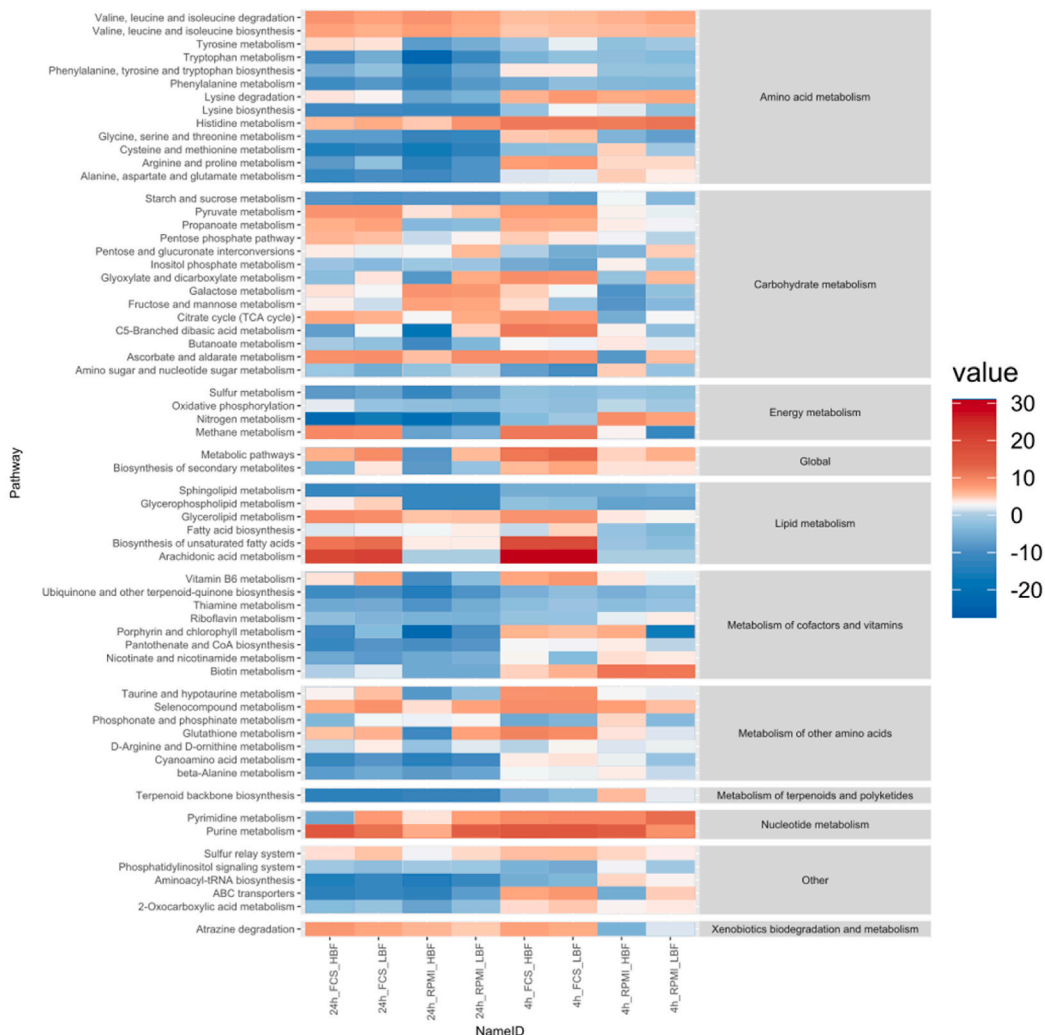 Valine, leucine and isoleucine degradation
Valine, leucine and isoleucine biosynthesis
Tyrosine metabolism
Tryptophan metabolism
Phenylalanine, tyrosine and tryptophan biosynthesis
Phenylalanine metabolism
Lysine degradation
Lysine biosynthesis
Histidine metabolism
Glycine, serine and threonine metabolism
Cysteine and methionine metabolism
Arginine and proline metabolism
Alanine, aspartate and glutamate metabolism
Amino acid metabolism
Starch and sucrose metabolism
Pyruvate metabolism
Propanoate metabolism
Pentose phosphate pathway
Pentose and glucuronate interconversions
Inositol phosphate metabolism
Glyoxylate and dicarboxylate metabolism
Galactose metabolism
Fructose and mannose metabolism
Citrate cycle (TCA cycle)
C5-Branched dibasic acid metabolism
Butanoate metabolism
Ascorbate and aldarate metabolism
Amino sugar and nucleotide sugar metabolism
Carbohydrate metabolism
Sulfur metabolism
Oxidative phosphorylation
Nitrogen metabolism
Methane metabolism
Energy metabolism
Metabolic pathways
Biosynthesis of secondary metabolites
Global
Sphingolipid metabolism
Glycerophospholipid metabolism
Glycerolipid metabolism
Fatty acid biosynthesis
Biosynthesis of unsaturated fatty acids
Arachidonic acid metabolism
Lipid metabolism
Vitamin B6 metabolism
Ubiquinone and other terpenoid-quinone biosynthesis
Thiamine metabolism
Riboflavin metabolism
Porphyrin and chlorophyll metabolism
Pantothenate and CoA biosynthesis
Nicotinate and nicotinamide metabolism
Biotin metabolism
Metabolism of cofactors and vitamins
Taurine and hypotaurine metabolism
Selenocompound metabolism
Phosphonate and phosphinate metabolism
Glutathione metabolism
D-Arginine and D-ornithine metabolism
Cyanoamino acid metabolism
beta-Alanine metabolism
Metabolism of other amino acids
Terpenoid backbone biosynthesis
Metabolism of terpenoids and polyketides
Pyrimidine metabolism
Purine metabolism
Nucleotide metabolism
Sulfur relay system
Phosphatidylinositol signaling system
Aminoacyl-tRNA biosynthesis
ABC transporters
2-Oxocarboxylic acid metabolism
Other
Atrazine degradation
Xenobiotics biodegradation and metabolism
Pathway
24h_FCS_HBF
24h_FCS_LBF
24h_RPMI_HBF
24h_RPMI_LBF
4h_FCS_HBF
4h_FCS_LBF
4h_RPMI_HBF
4h_RPMI_LBF
NameID
value
30
20
10
0
-10
-20